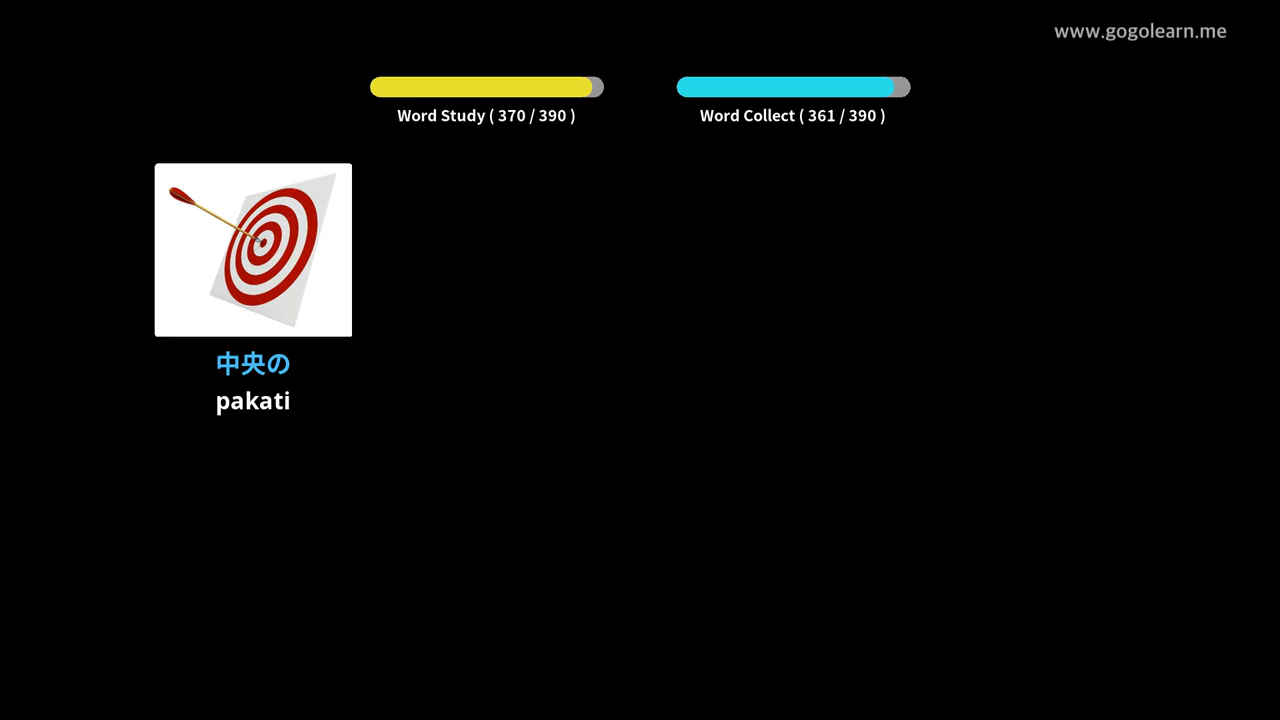 www.gogolearn.me
Word Study ( 370 / 390 )
Word Collect ( 361 / 390 )
中央の
pakati